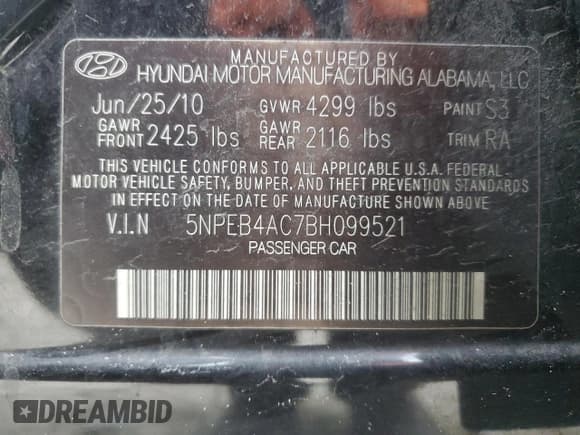 MANUFACTURED BY
HYUNDAI MOTOR MANUFACTURING ALABAMA, LLC
Jun/25/10 GVWR 4299 lbs PAINT S3
GAWR FRONT 2425 lbs GAWR REAR 2116 lbs TRIM RA
THIS VEHICLE CONFORMS TO ALL APPLICABLE U.S.A. FEDERAL
MOTOR VEHICLE SAFETY, BUMPER, AND THEFT PREVENTION STANDARDS
IN EFFECT ON THE DATE OF MANUFACTURE SHOWN ABOVE.
V.I.N 5NPEB4AC7BH099521
PASSENGER CAR
DREAMBID